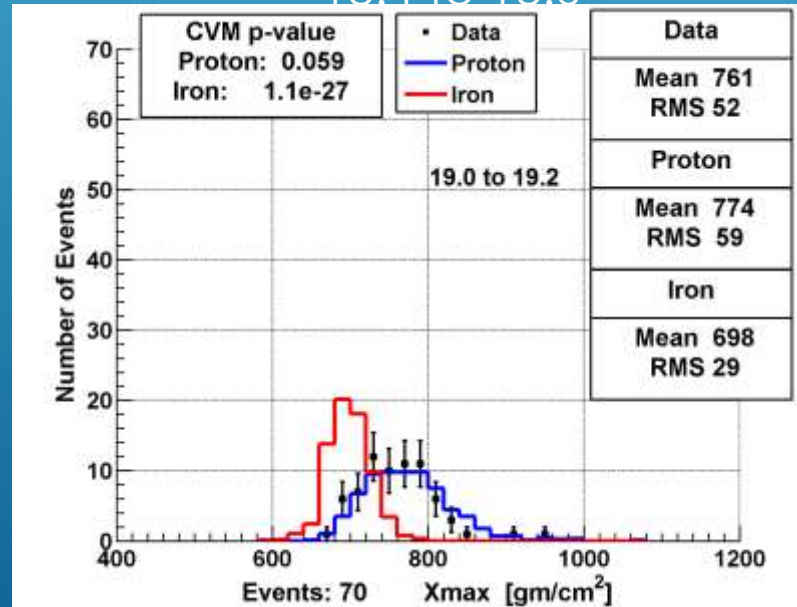 CVM p-value
Proton: 0.059
Iron: 1.1e-27
Data
Proton
Iron
Data
Mean 761
RMS 52
Proton
Mean 774
RMS 59
Iron
Mean 698
RMS 29
19.0 to 19.2
Number of Events
70
60
50
40
30
20
10
0
400
600
800
1000
1200
Events: 70
Xmax [gm/cm²]